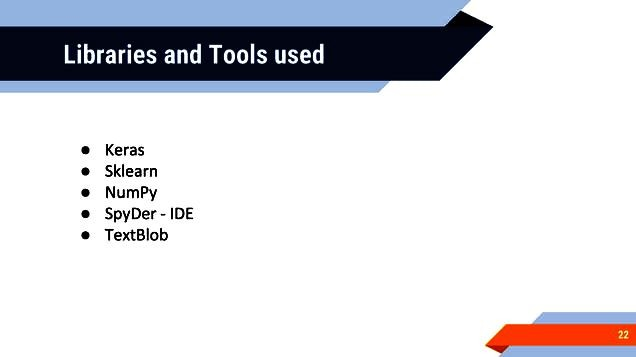 Libraries and Tools used
● Keras
● Sklearn
● NumPy
● SpyDer - IDE
● TextBlob
22